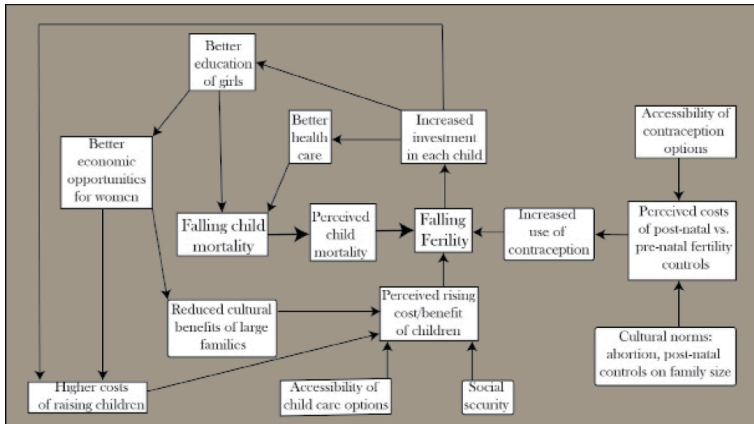 Better
education
of girls
Accessibility of
contraception
options
Increased
investment
in each child
Better
health
care
Better
economic
opportunities
for women
Perceived costs
of post-natal vs.
pre-natal fertility
controls
Increased
use of
contraception
Falling
Ferility
Perceived
child
mortality
Falling child
mortality
Perceived rising
cost/benefit
of children
Reduced cultural
benefits of large
families
Cultural norms:
abortion, post-natal
controls on family size
Higher costs
of raising children
Accessibility of
child care options
Social
security